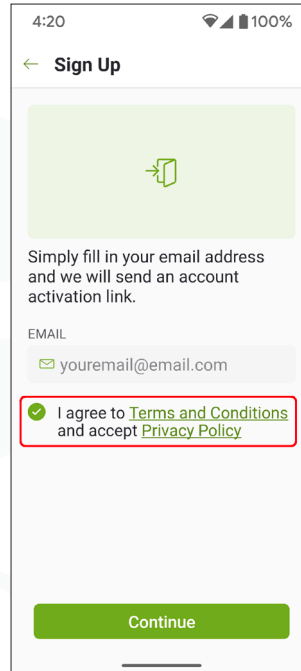 4:20 100%
Sign Up
Simply fill in your email address
and we will send an account
activation link.
EMAIL
youremail@email.com
I agree to Terms and Conditions
and accept Privacy Policy
Continue